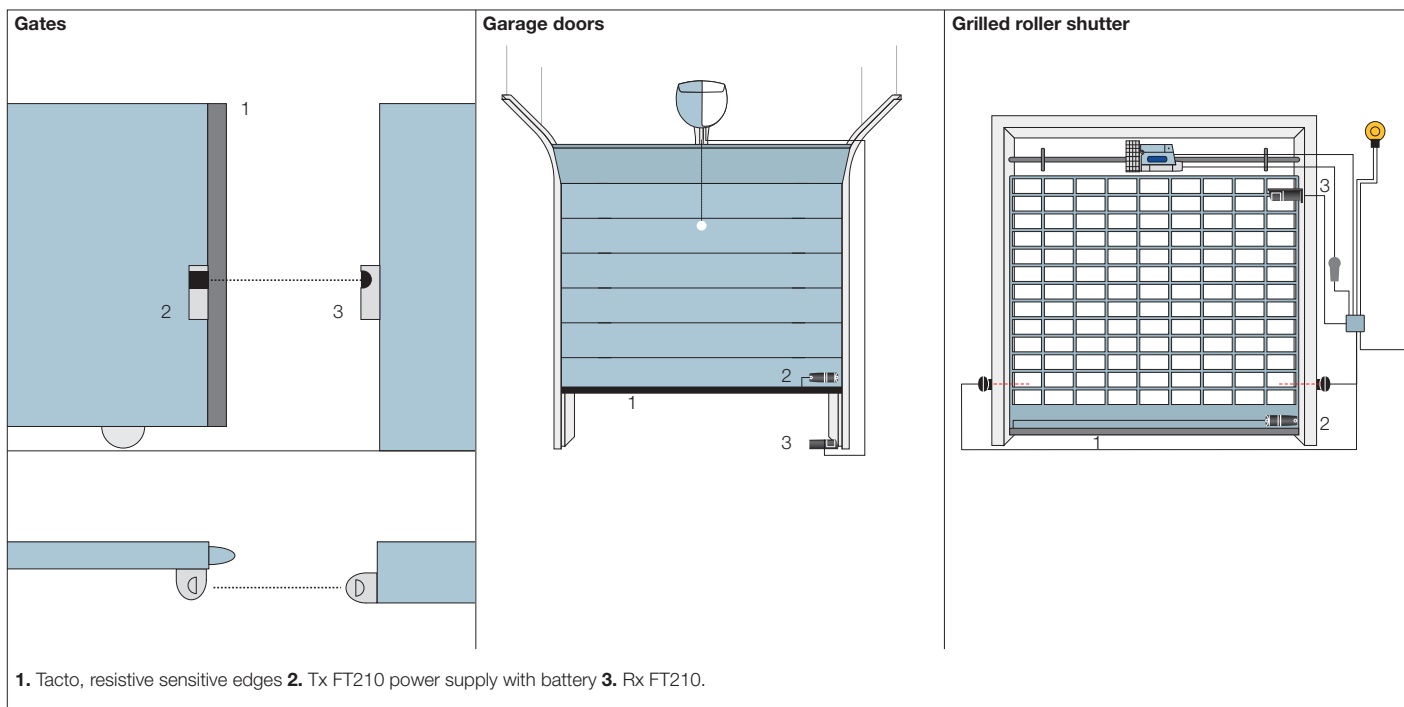 Gates
1
2
3
Garage doors
2
1
3
Grilled roller shutter
3
2
1
1. Tacto, resistive sensitive edges 2. Tx FT210 power supply with battery 3. Rx FT210.